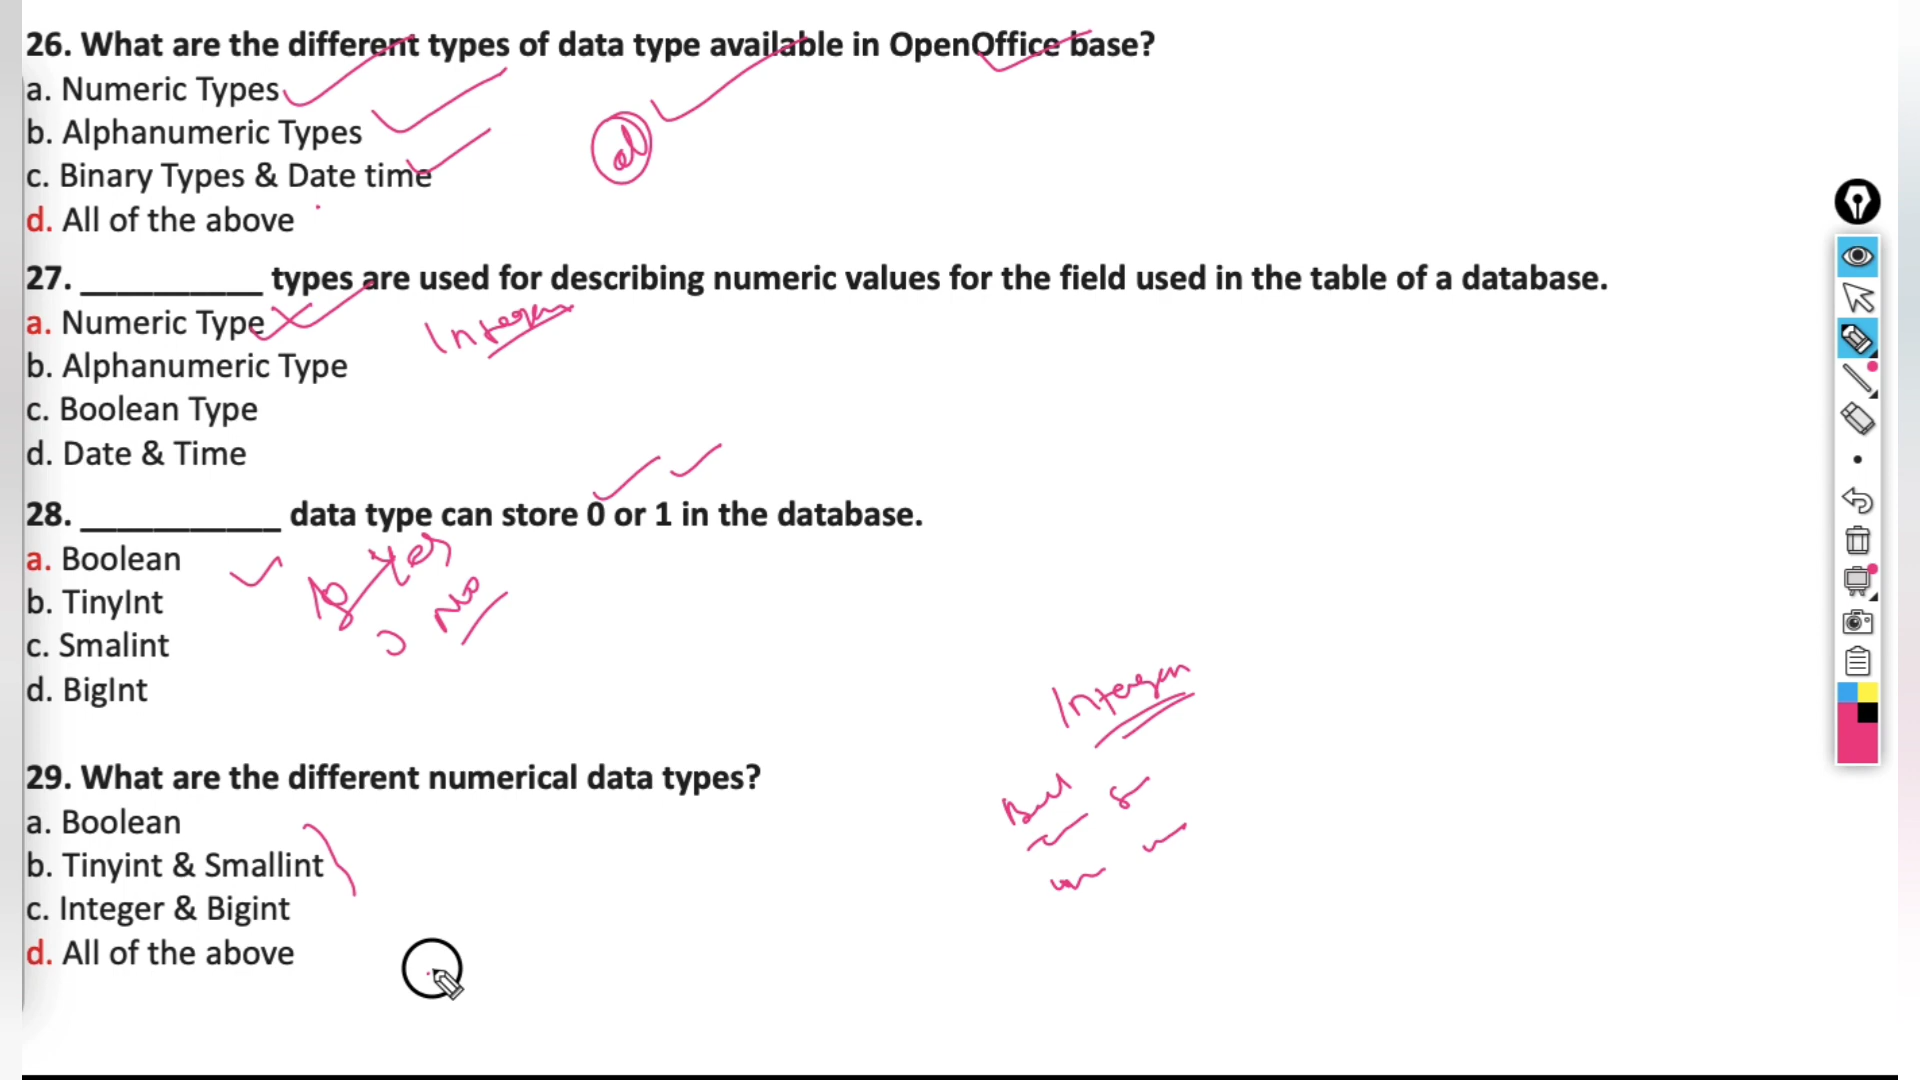 26. What are the different types of data type available in OpenOffice base?
a. Numeric Types
b. Alphanumeric Types
c. Binary Types & Date time
d. All of the above
d
27. __________ types are used for describing numeric values for the field used in the table of a database.
a. Numeric Type
Integer
b. Alphanumeric Type
c. Boolean Type
d. Date & Time
28. ___________ data type can store 0 or 1 in the database.
a. Boolean
Yes
b. TinyInt
No
c. Smalint
d. BigInt
Integer
29. What are the different numerical data types?
a. Boolean
b. Tinyint & Smallint
c. Integer & Bigint
d. All of the above